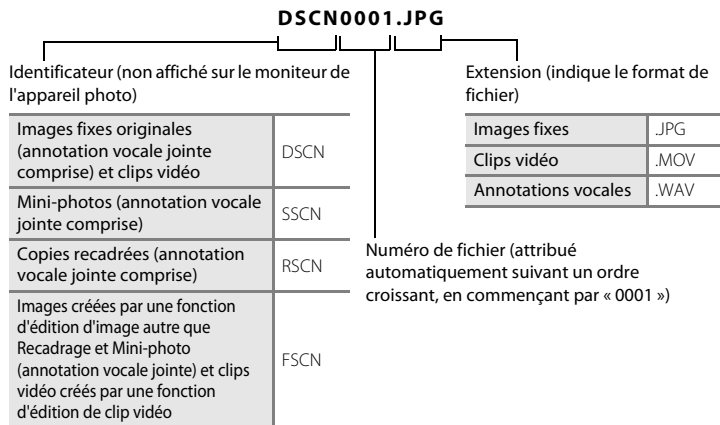 DSCN0001.JPG
Identificateur (non affiché sur le moniteur de
l'appareil photo)
Images fixes originales
(annotation vocale jointe
comprise) et clips vidéo
DSCN
Mini-photos (annotation vocale
jointe comprise)
SSCN
Copies recadrées (annotation
vocale jointe comprise)
RSCN
Images créées par une fonction
d'édition d'image autre que
Recadrage et Mini-photo
(annotation vocale jointe) et clips
vidéo créés par une fonction
d'édition de clip vidéo
FSCN
Extension (indique le format de
fichier)
Images fixes .JPG
Clips vidéo .MOV
Annotations vocales .WAV
Numéro de fichier (attribué
automatiquement suivant un ordre
croissant, en commençant par « 0001 »)